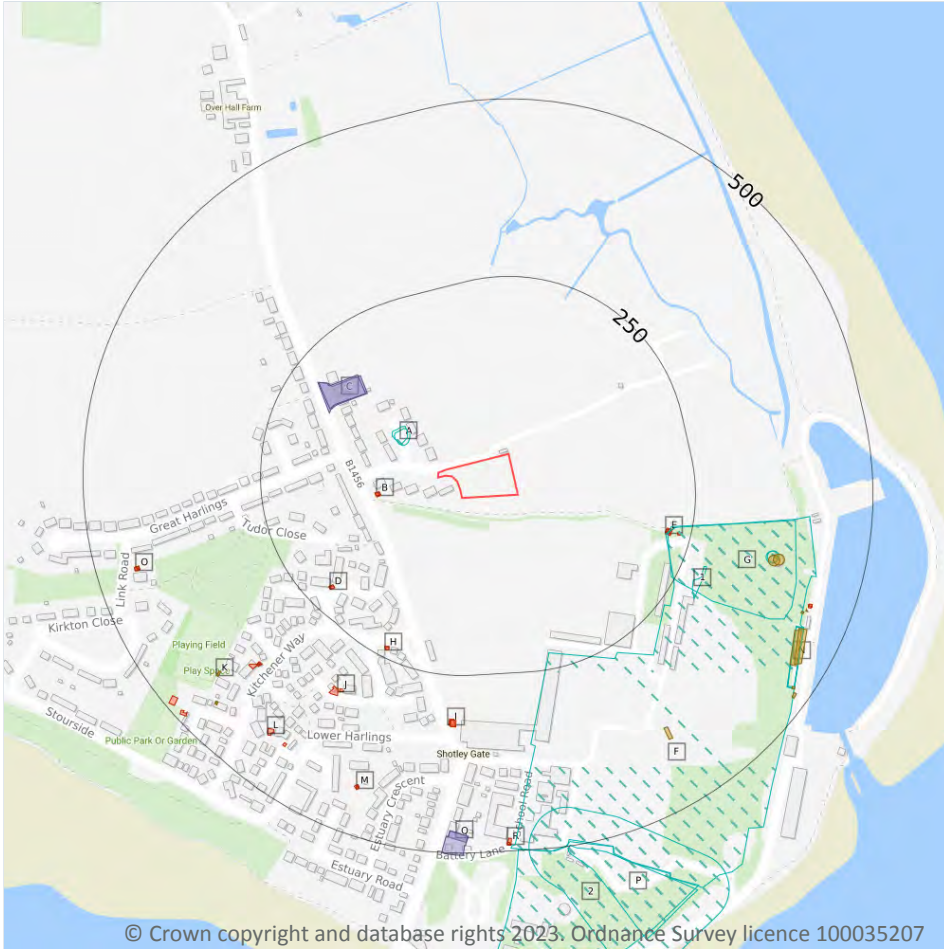 Over Hall Farm
500
250
C
A
B1456
B
Great Harlings
Tudor Close
E
G
1
O
Link Road
D
Kirkton Close
H
N
Playing Field
Kitchener Way
K
J
Stourside
L
I
Lower Harlings
Public Park Or Garden
Shotley Gate
F
M
Estuary Crescent
School Road
Q
R
Battery Lane
Estuary Road
P
2
© Crown copyright and database rights 2023. Ordnance Survey licence 100035207